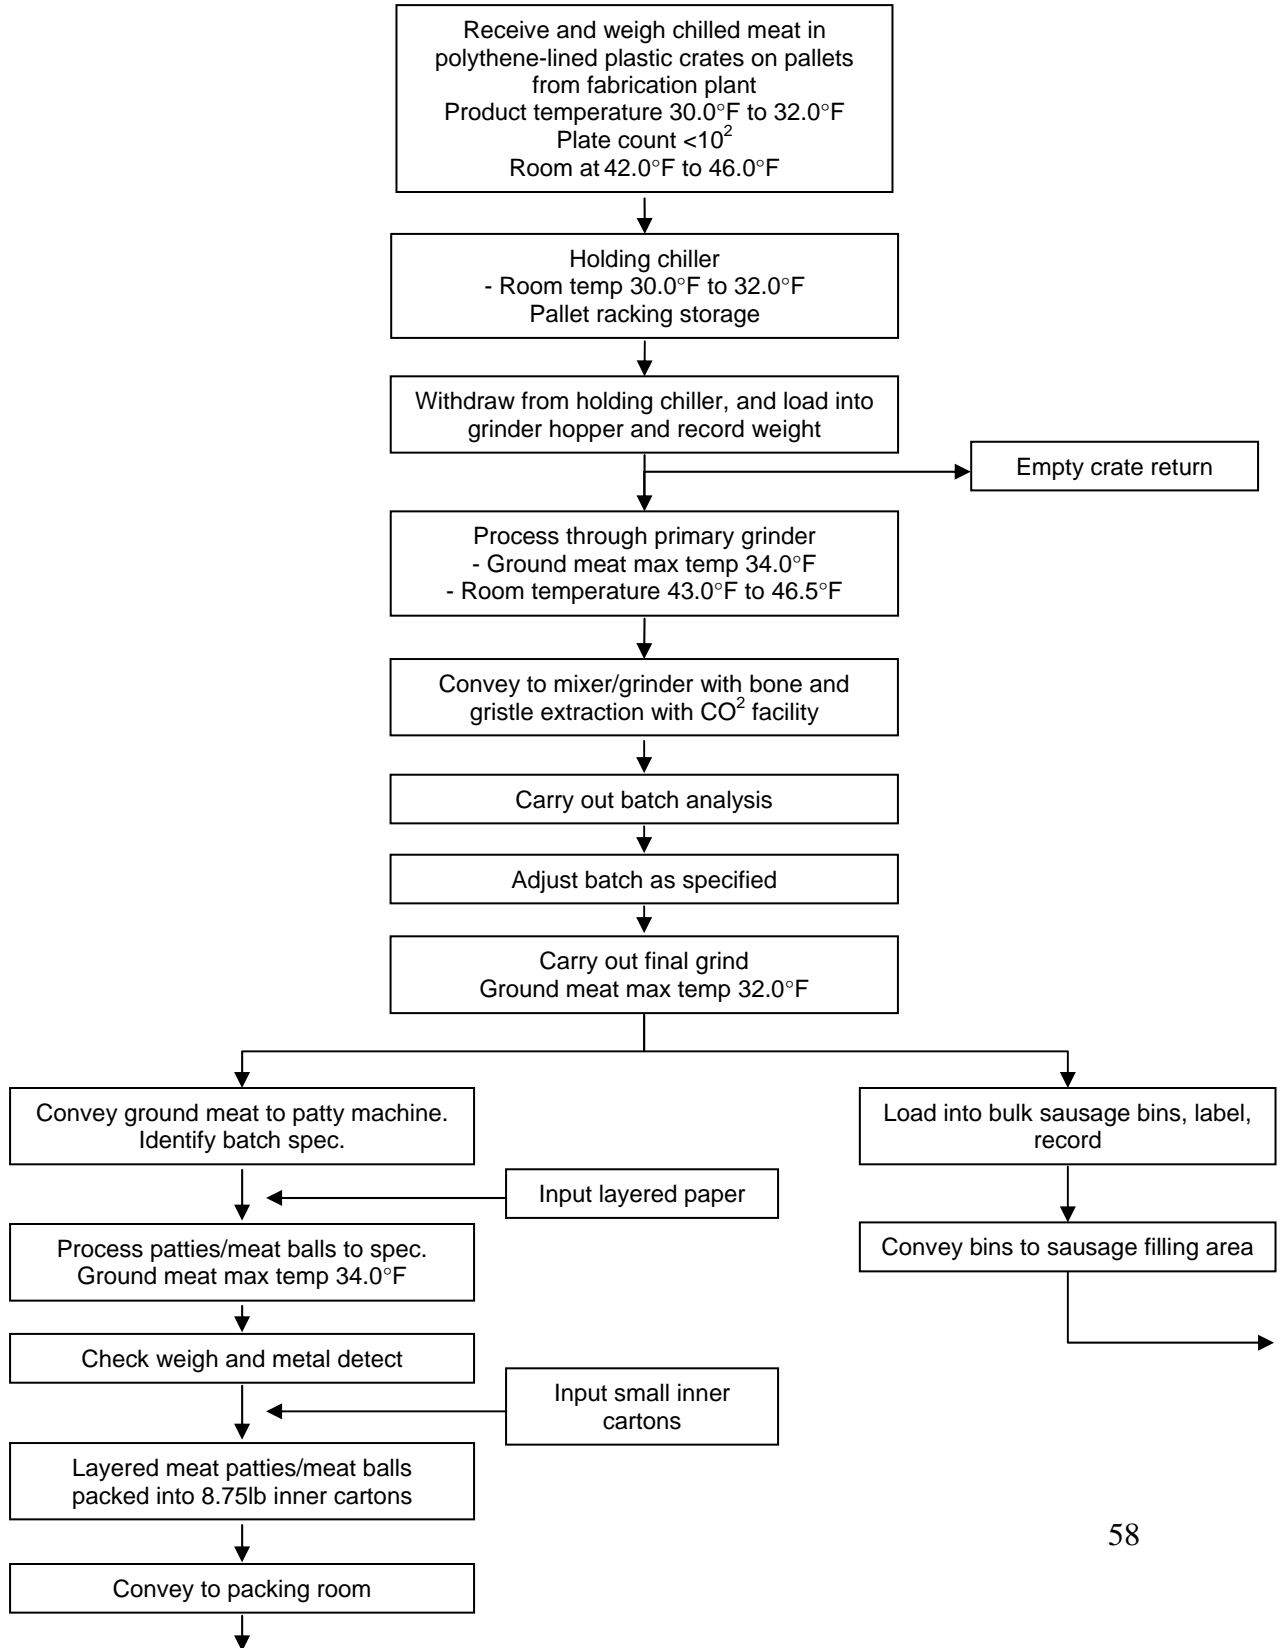 Receive and weigh chilled meat in
polythene-lined plastic crates on pallets
from fabrication plant
Product temperature 30.0°F to 32.0°F
Plate count <10²
Room at 42.0°F to 46.0°F
Holding chiller
- Room temp 30.0°F to 32.0°F
Pallet racking storage
Withdraw from holding chiller, and load into
grinder hopper and record weight
Empty crate return
Process through primary grinder
- Ground meat max temp 34.0°F
- Room temperature 43.0°F to 46.5°F
Convey to mixer/grinder with bone and
gristle extraction with CO² facility
Carry out batch analysis
Adjust batch as specified
Carry out final grind
Ground meat max temp 32.0°F
Convey ground meat to patty machine.
Identify batch spec.
Load into bulk sausage bins, label,
record
Input layered paper
Process patties/meat balls to spec.
Ground meat max temp 34.0°F
Convey bins to sausage filling area
Check weigh and metal detect
Input small inner
cartons
Layered meat patties/meat balls
packed into 8.75lb inner cartons
Convey to packing room
58